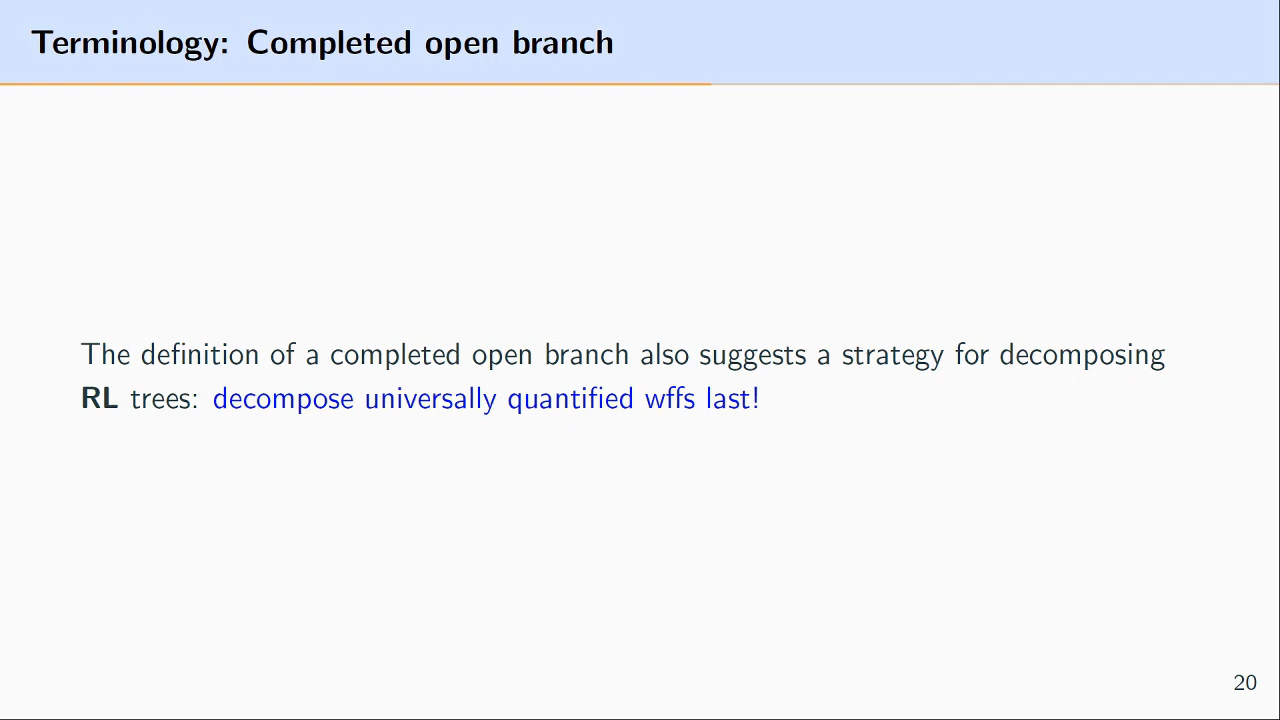 Terminology: Completed open branch
The definition of a completed open branch also suggests a strategy for decomposing
RL trees: decompose universally quantified wffs last!
20